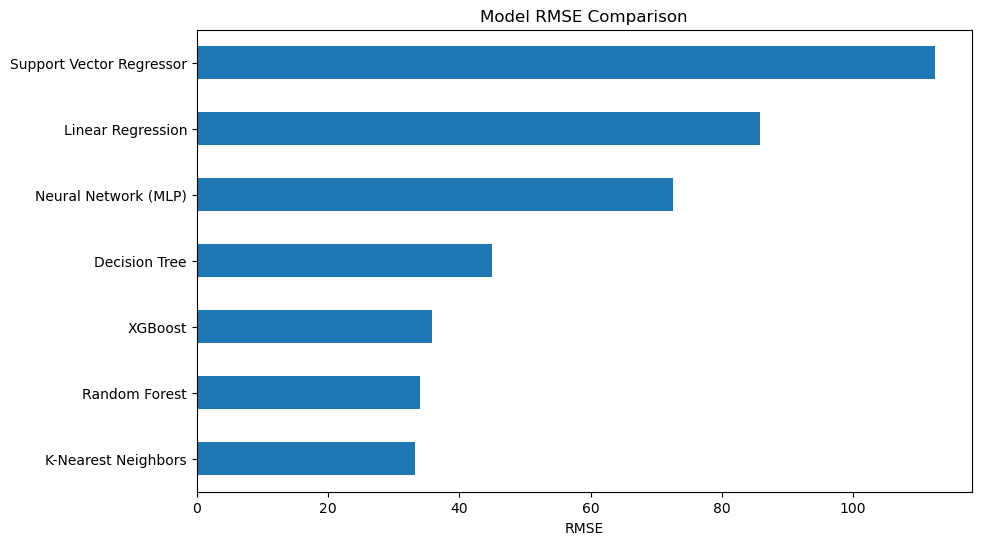 Model RMSE Comparison
Support Vector Regressor
Linear Regression
Neural Network (MLP)
Decision Tree
XGBoost
Random Forest
K-Nearest Neighbors
0 20 40 60 80 100
RMSE